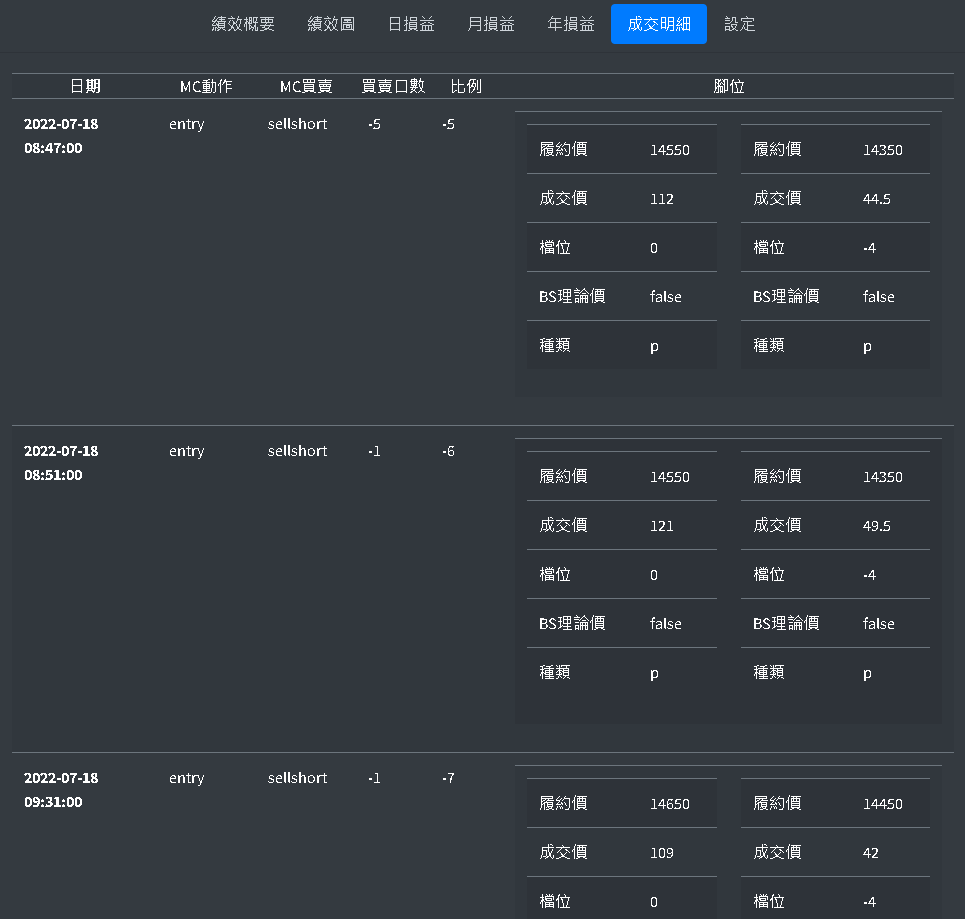 績效概要 績效圖 日損益 月損益 年損益 成交明細 設定
日期 MC動作 MC買賣 買賣口數 比例 腳位
2022-07-18 08:47:00 entry sellshort -5 -5
履約價 14550 履約價 14350
成交價 112 成交價 44.5
檔位 0 檔位 -4
BS理論價 false BS理論價 false
種類 p 種類 p
2022-07-18 08:51:00 entry sellshort -1 -6
履約價 14550 履約價 14350
成交價 121 成交價 49.5
檔位 0 檔位 -4
BS理論價 false BS理論價 false
種類 p 種類 p
2022-07-18 09:31:00 entry sellshort -1 -7
履約價 14650 履約價 14450
成交價 109 成交價 42
檔位 0 檔位 -4